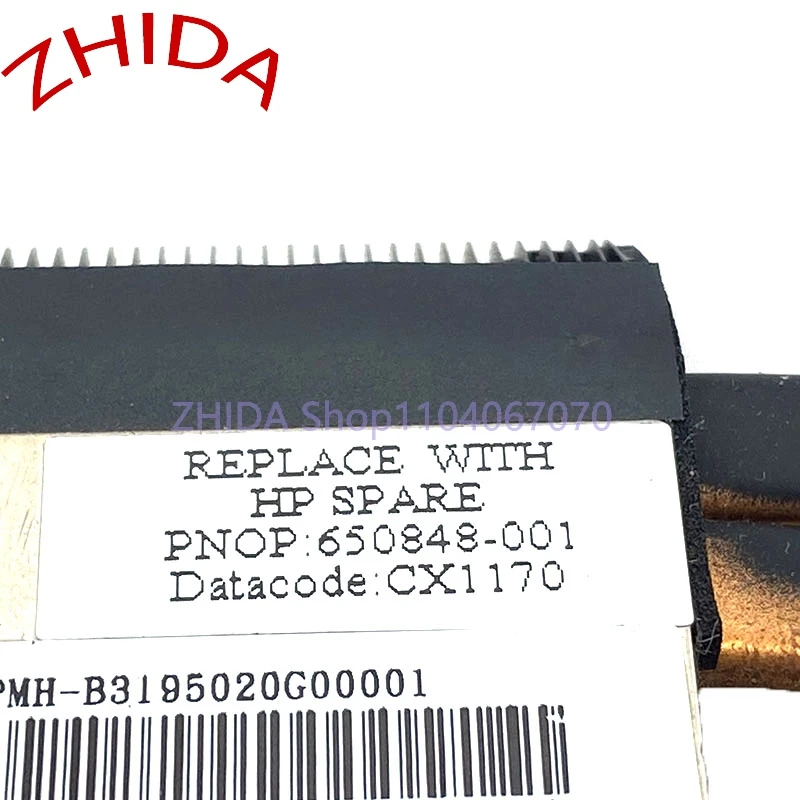 ZHIDA
ZHIDA Shop1104067070
REPLACE WITH
HP SPARE
PNOP:650848-001
Datacode:CX1170
PMH-B3195020G00001